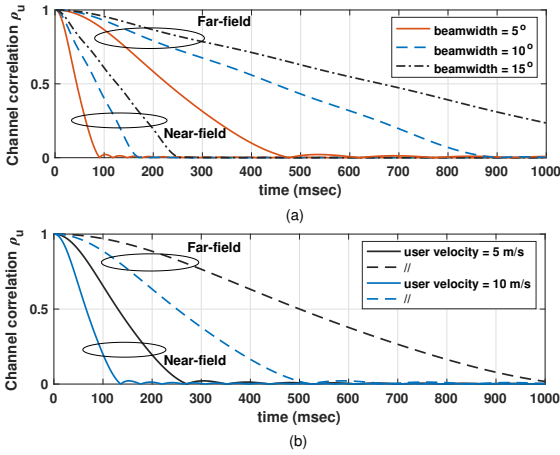 Channel correlation ρu
1
0.5
0
Far-field
Near-field
beamwidth = 5o
beamwidth = 10o
beamwidth = 15o
0 100 200 300 400 500 600 700 800 900 1000
time (msec)
(a)
Channel correlation ρu
1
0.5
0
Far-field
Near-field
user velocity = 5 m/s
//
user velocity = 10 m/s
//
0 100 200 300 400 500 600 700 800 900 1000
time (msec)
(b)